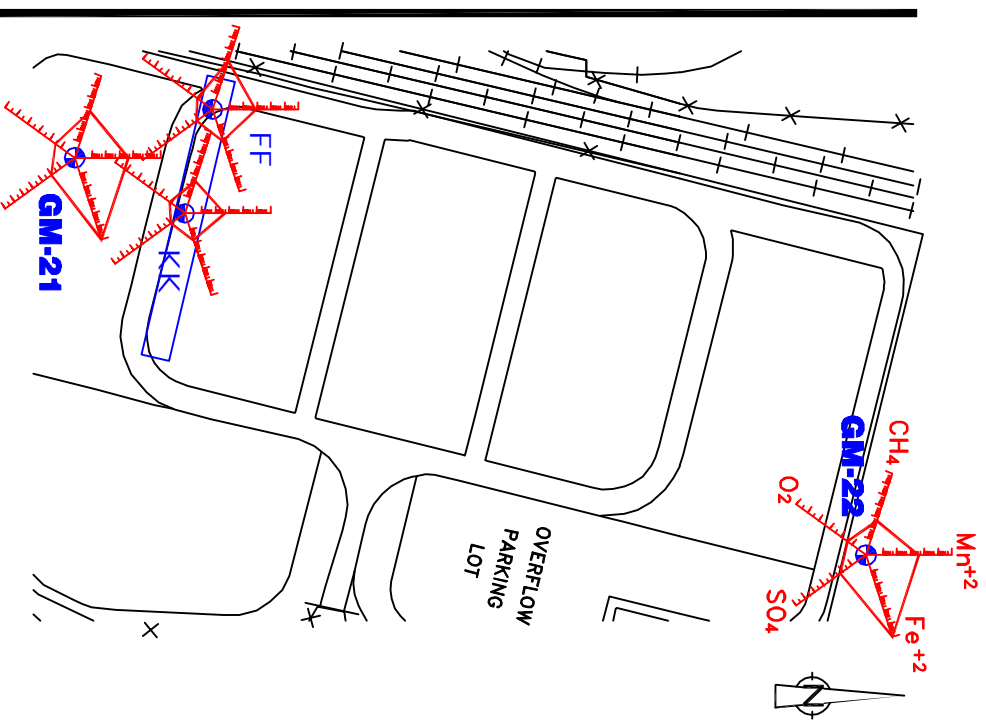 FF
KK
GM-21
GM-22
CH4
O2
Mn+2
SO4
Fe+2
OVERFLOW
PARKING
LOT
N